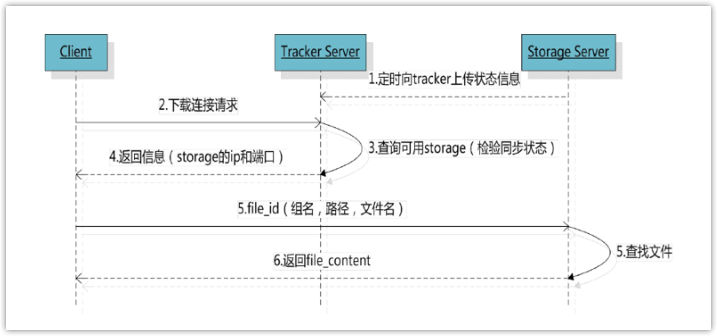 Client
Tracker Server
Storage Server
1.定时向tracker上传状态信息
2.下载连接请求
3.查询可用storage（检验同步状态）
4.返回信息（storage的ip和端口）
5.file_id（组名，路径，文件名）
5.查找文件
6.返回file_content